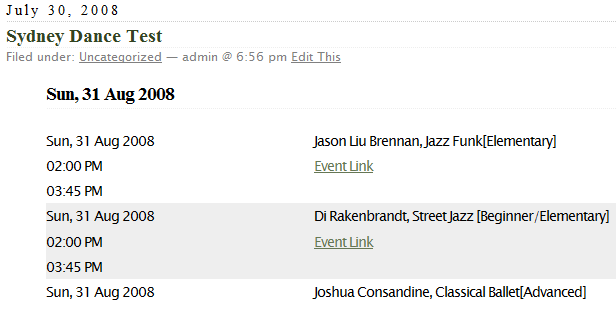 July 30, 2008
Sydney Dance Test
Filed under: Uncategorized — admin @ 6:56 pm Edit This
Sun, 31 Aug 2008
Sun, 31 Aug 2008 Jason Liu Brennan, Jazz Funk[Elementary]
02:00 PM Event Link
03:45 PM
Sun, 31 Aug 2008 Di Rakenbrandt, Street Jazz [Beginner/Elementary]
02:00 PM Event Link
03:45 PM
Sun, 31 Aug 2008 Joshua Consandine, Classical Ballet[Advanced]